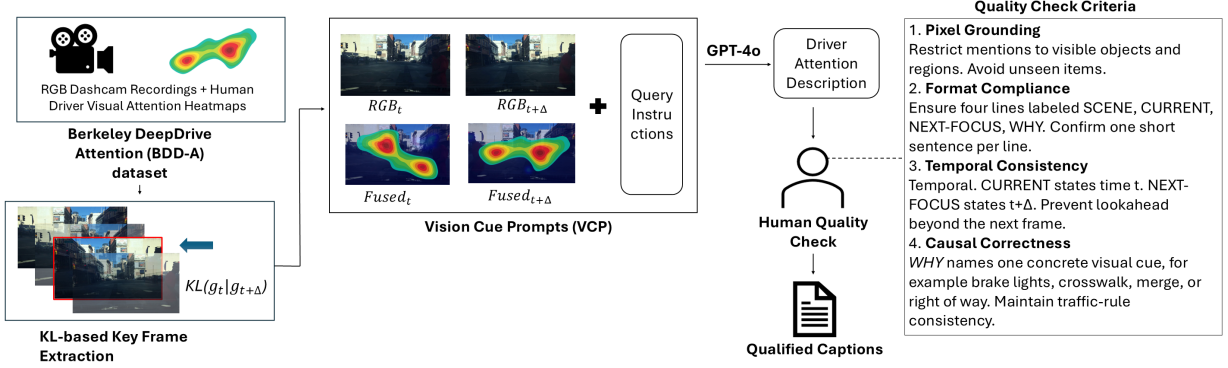 RGB Dashcam Recordings + Human
Driver Visual Attention Heatmaps
Berkeley DeepDrive
Attention (BDD-A)
dataset
KL(g_t|g_{t+Δ})
KL-based Key Frame
Extraction
RGB_t
RGB_{t+Δ}
Fused_t
Fused_{t+Δ}
Query
Instru
ctions
Vision Cue Prompts (VCP)
GPT-4o
Driver
Attention
Description
Human Quality
Check
Qualified Captions
Quality Check Criteria
1. Pixel Grounding
Restrict mentions to visible objects and
regions. Avoid unseen items.
2. Format Compliance
Ensure four lines labeled SCENE, CURRENT,
NEXT-FOCUS, WHY. Confirm one short
sentence per line.
3. Temporal Consistency
Temporal. CURRENT states time t. NEXT-
FOCUS states t+Δ. Prevent lookahead
beyond the next frame.
4. Causal Correctness
WHY names one concrete visual cue, for
example brake lights, crosswalk, merge, or
right of way. Maintain traffic-rule
consistency.